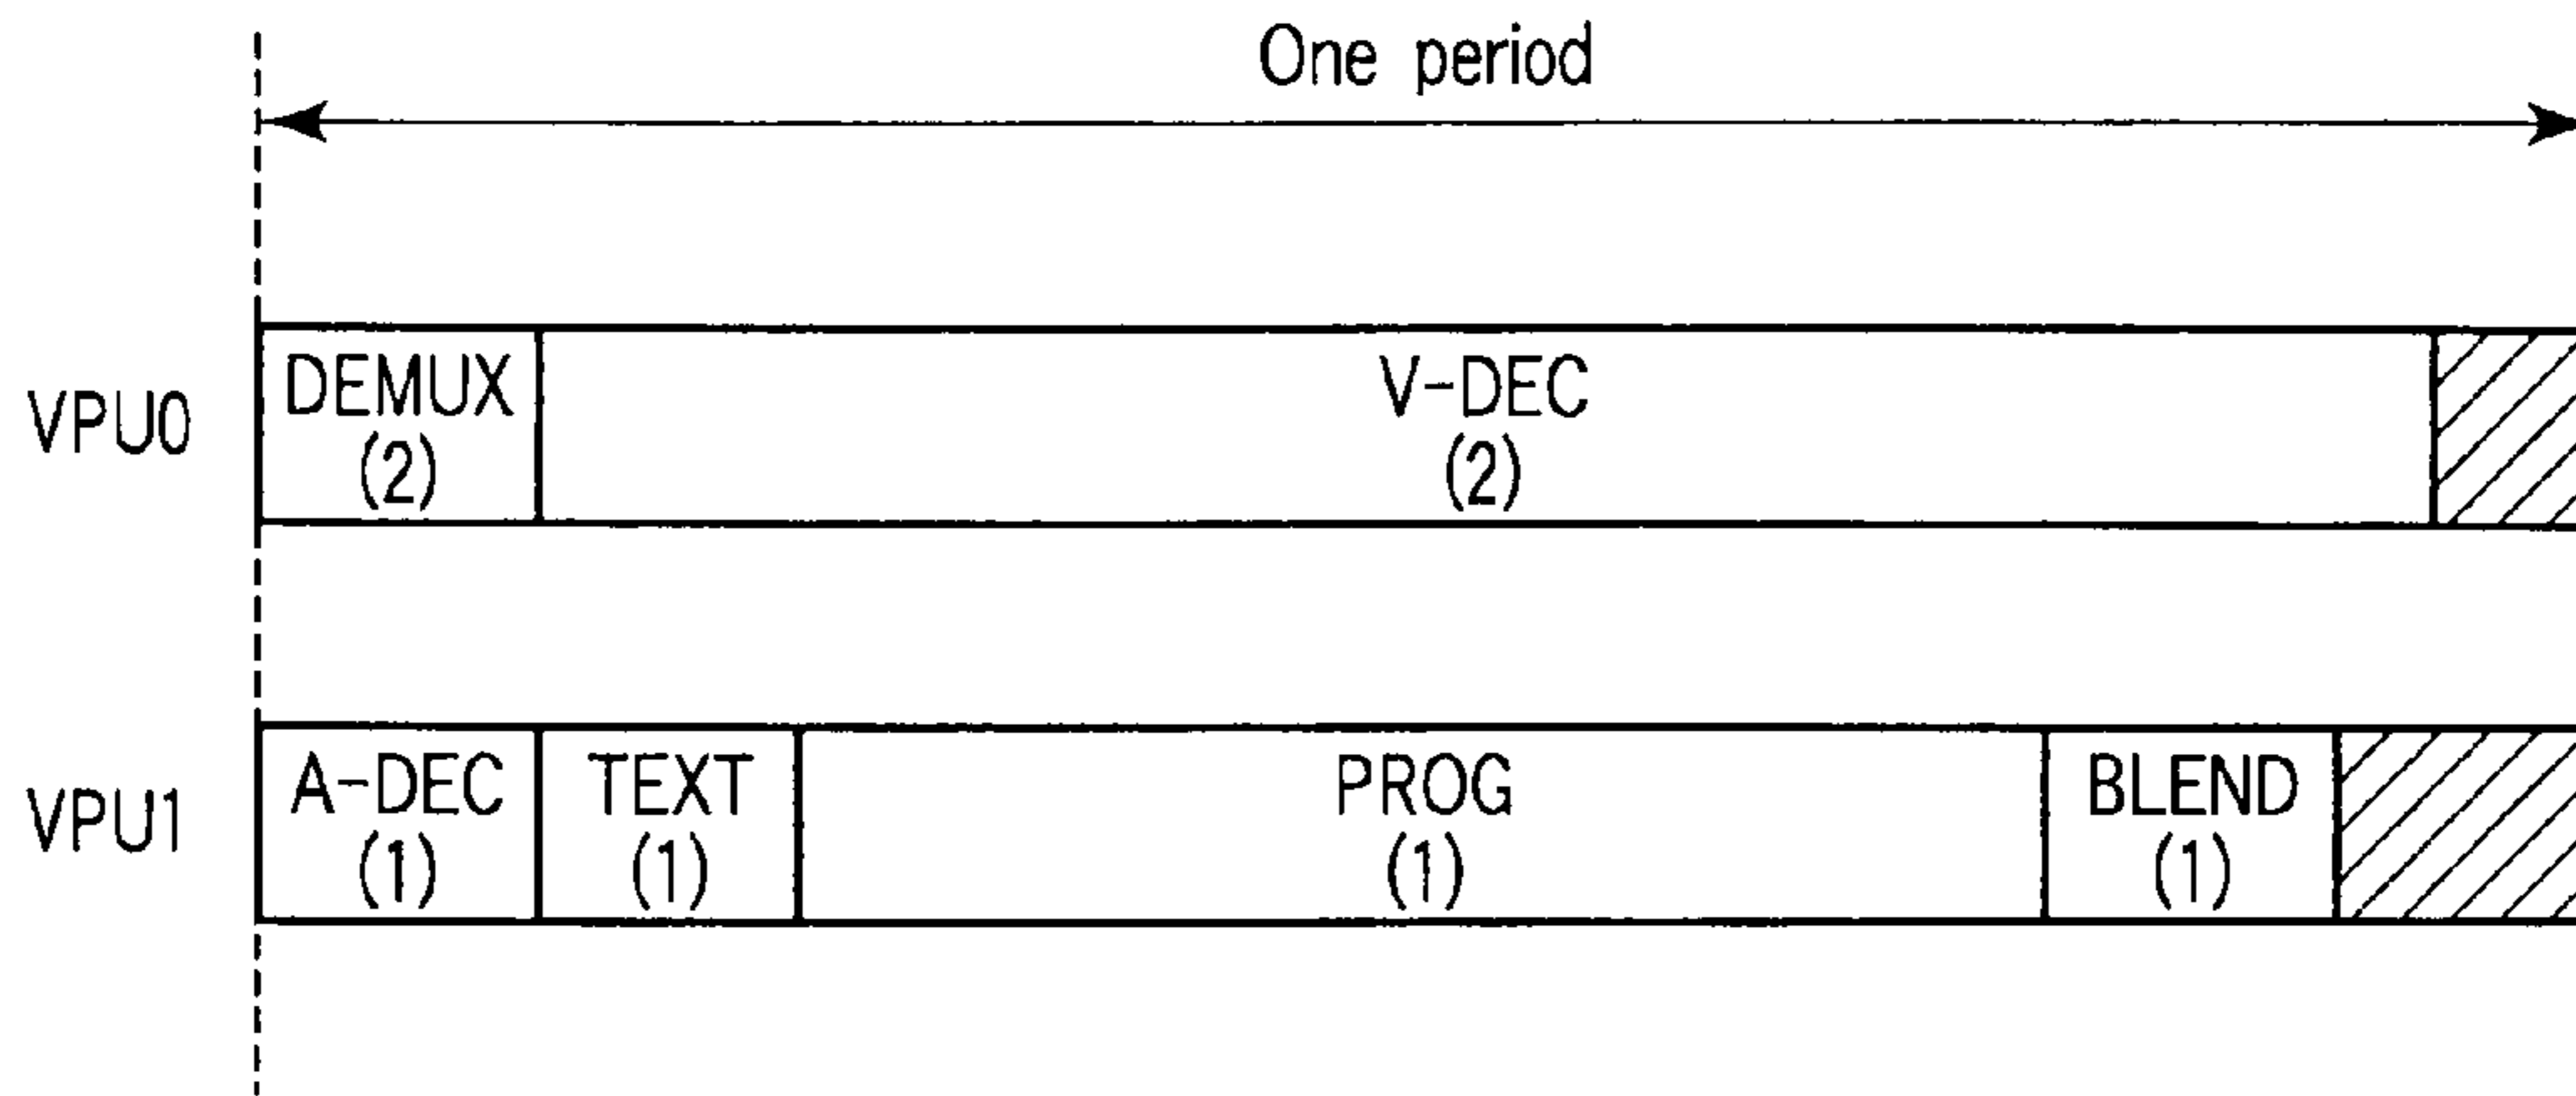 One period
VPU0
DEMUX
(2)
V-DEC
(2)
VPU1
A-DEC
(1)
TEXT
(1)
PROG
(1)
BLEND
(1)